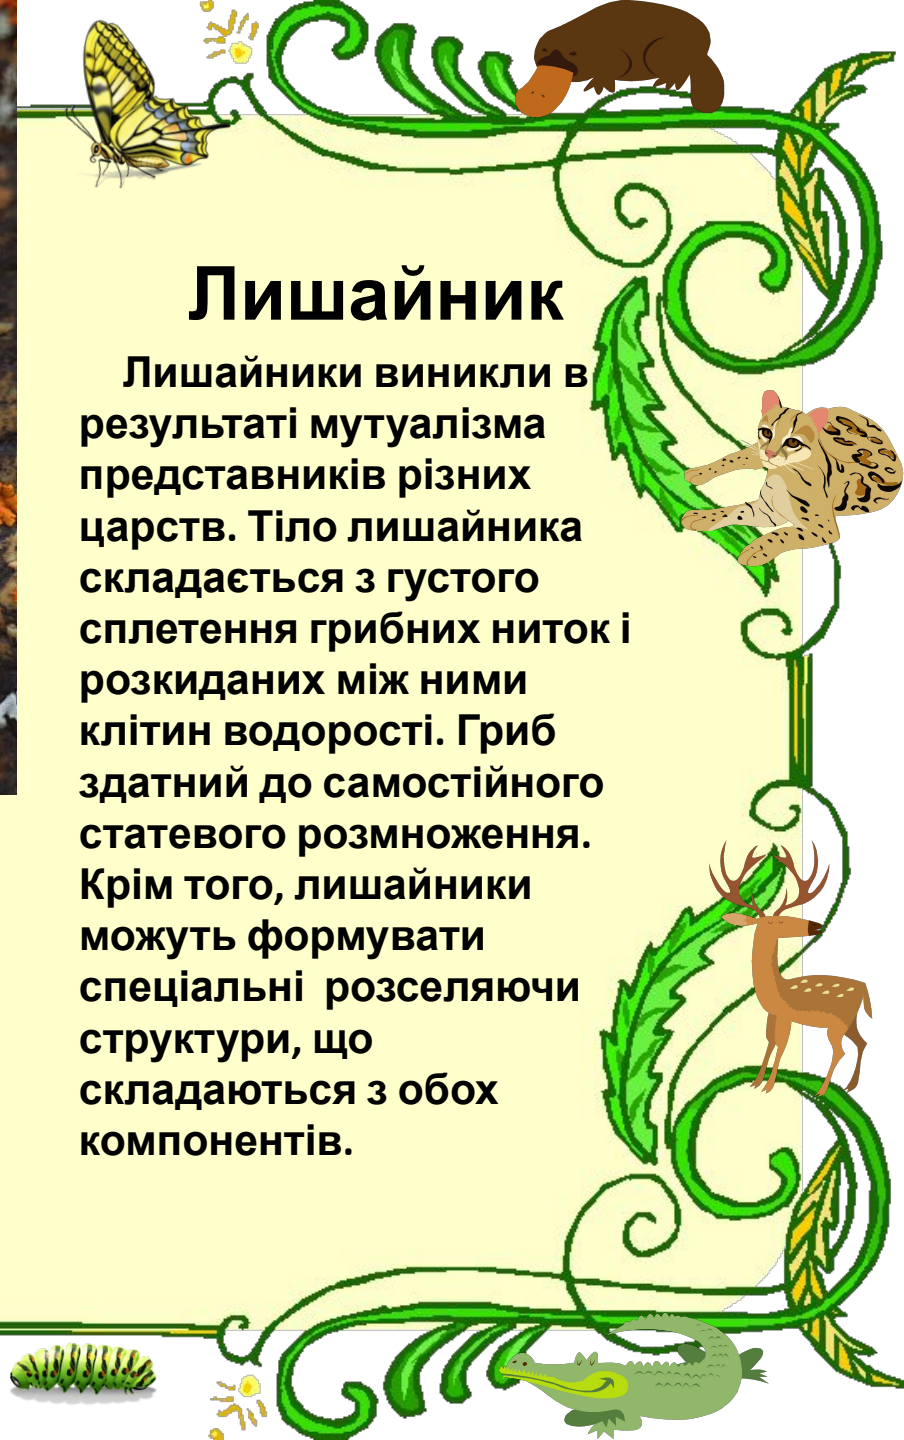 Лишайник
Лишайники виникли в
результаті мутуалізма
представників різних
царств. Тіло лишайника
складається з густого
сплетення грибних ниток і
розкиданих між ними
клітин водорості. Гриб
здатний до самостійного
статевого розмноження.
Крім того, лишайники
можуть формувати
спеціальні  розселяючи
структури, що
складаються з обох
компонентів.